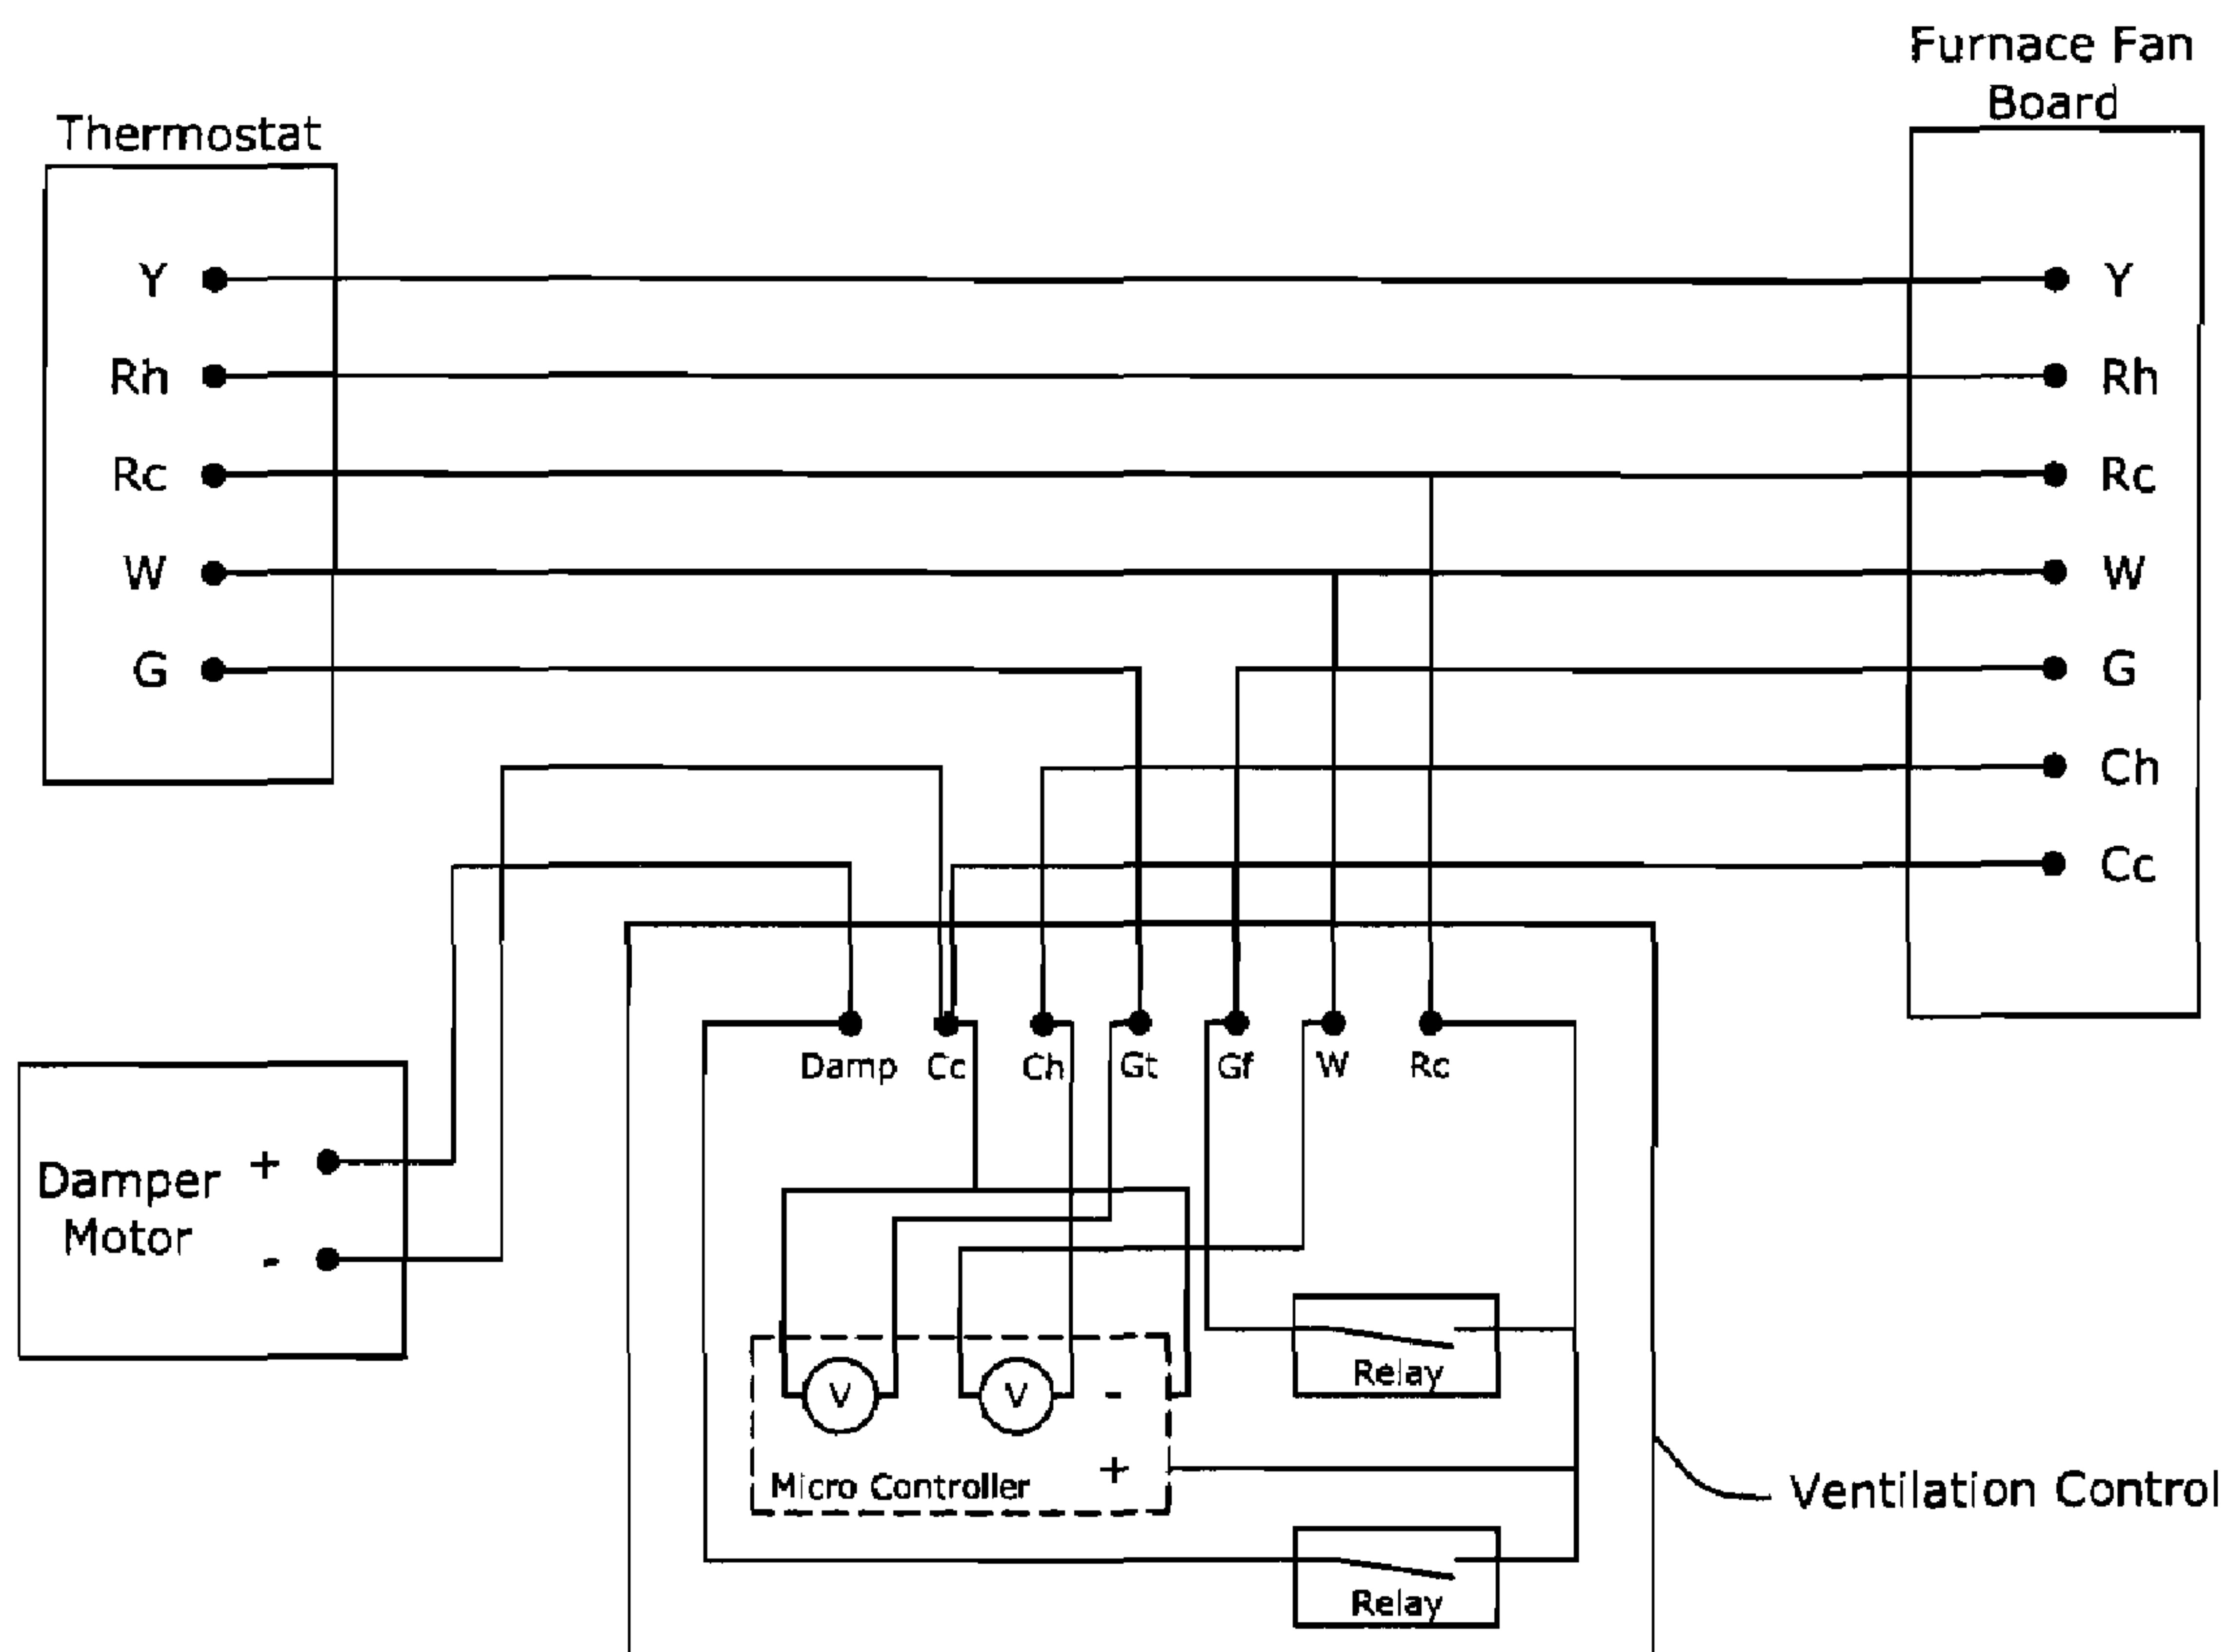 Furnace Fan
Board
Thermostat
Y
Rh
Rc
W
G
Y
Rh
Rc
W
G
Ch
Cc
Damp Cc Ch Gt Gf W Rc
Damper
Motor
+
-
V V -
+
Micro Controller
Relay
Relay
Ventilation Control